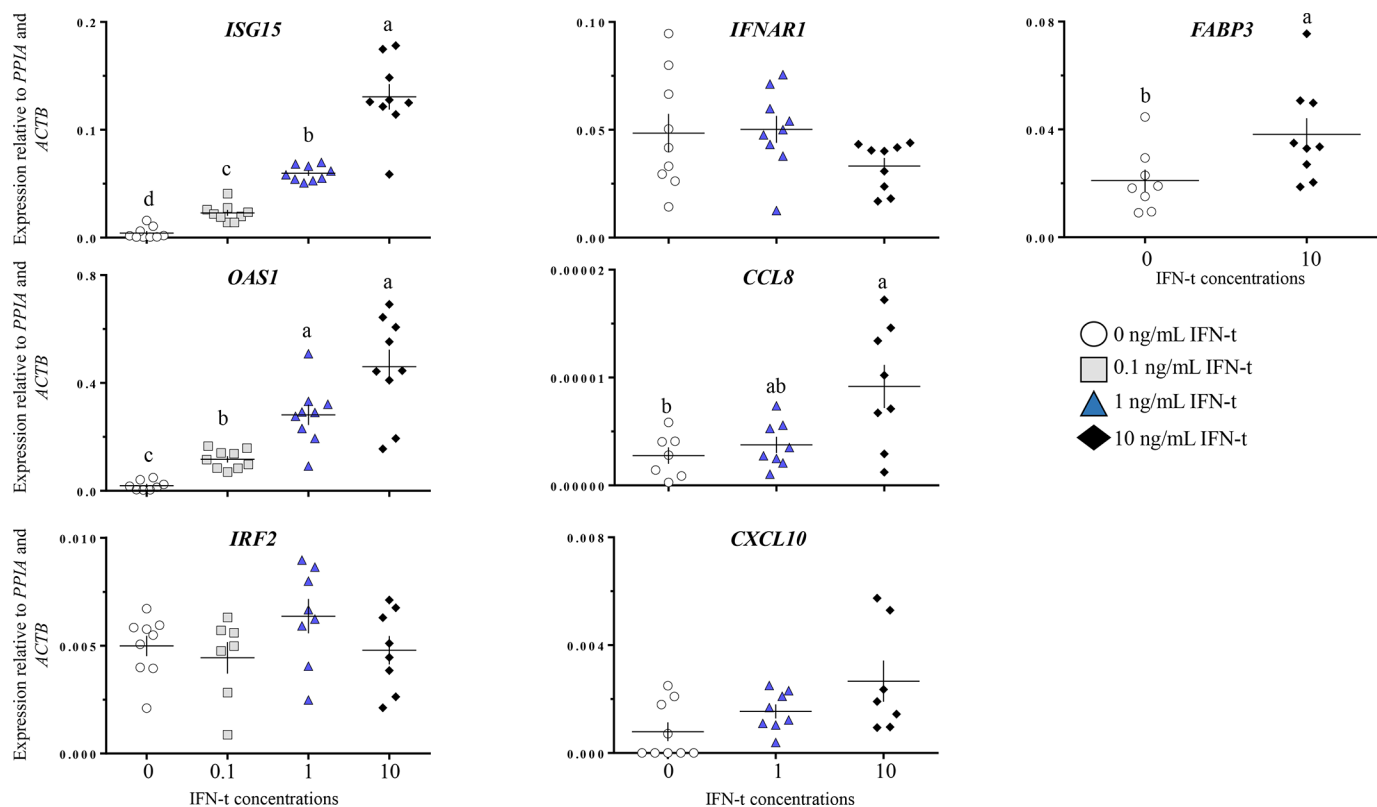 Expression relative to PPIA and
ACTB
0.2
0.1
0.0
ISG15
d
c
b
a
IFNAR1
0.10
0.05
0.00
FABP3
0.08
0.04
0.00
b
a
0
10
IFN-t concentrations
Expression relative to PPIA and
ACTB
0.8
0.4
0.0
OAS1
c
b
a
a
CCL8
0.00002
0.00001
0.00000
b
ab
a
0 ng/mL IFN-t
0.1 ng/mL IFN-t
1 ng/mL IFN-t
10 ng/mL IFN-t
Expression relative to PPIA and
ACTB
0.010
0.005
0.000
IRF2
0
0.1
1
10
IFN-t concentrations
CXCL10
0.008
0.004
0.000
0
1
10
IFN-t concentrations